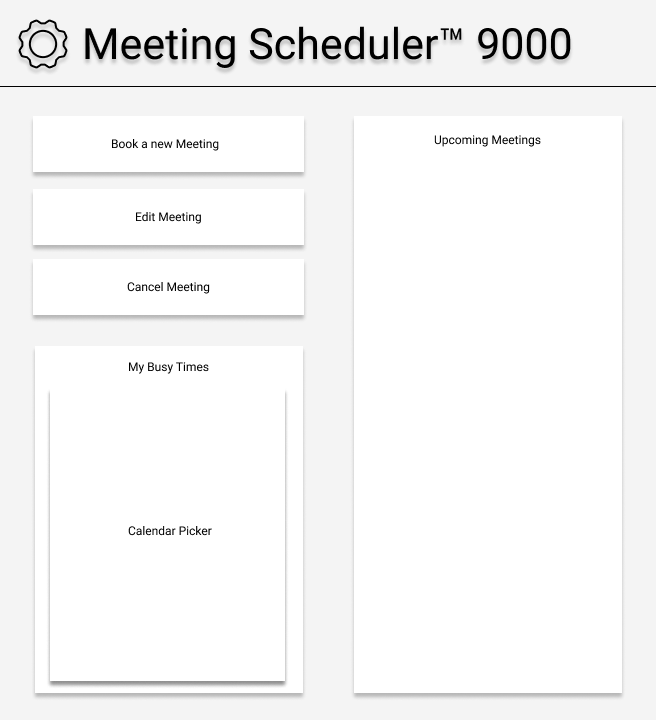 Meeting Scheduler™ 9000
Book a new Meeting
Edit Meeting
Cancel Meeting
My Busy Times
Calendar Picker
Upcoming Meetings